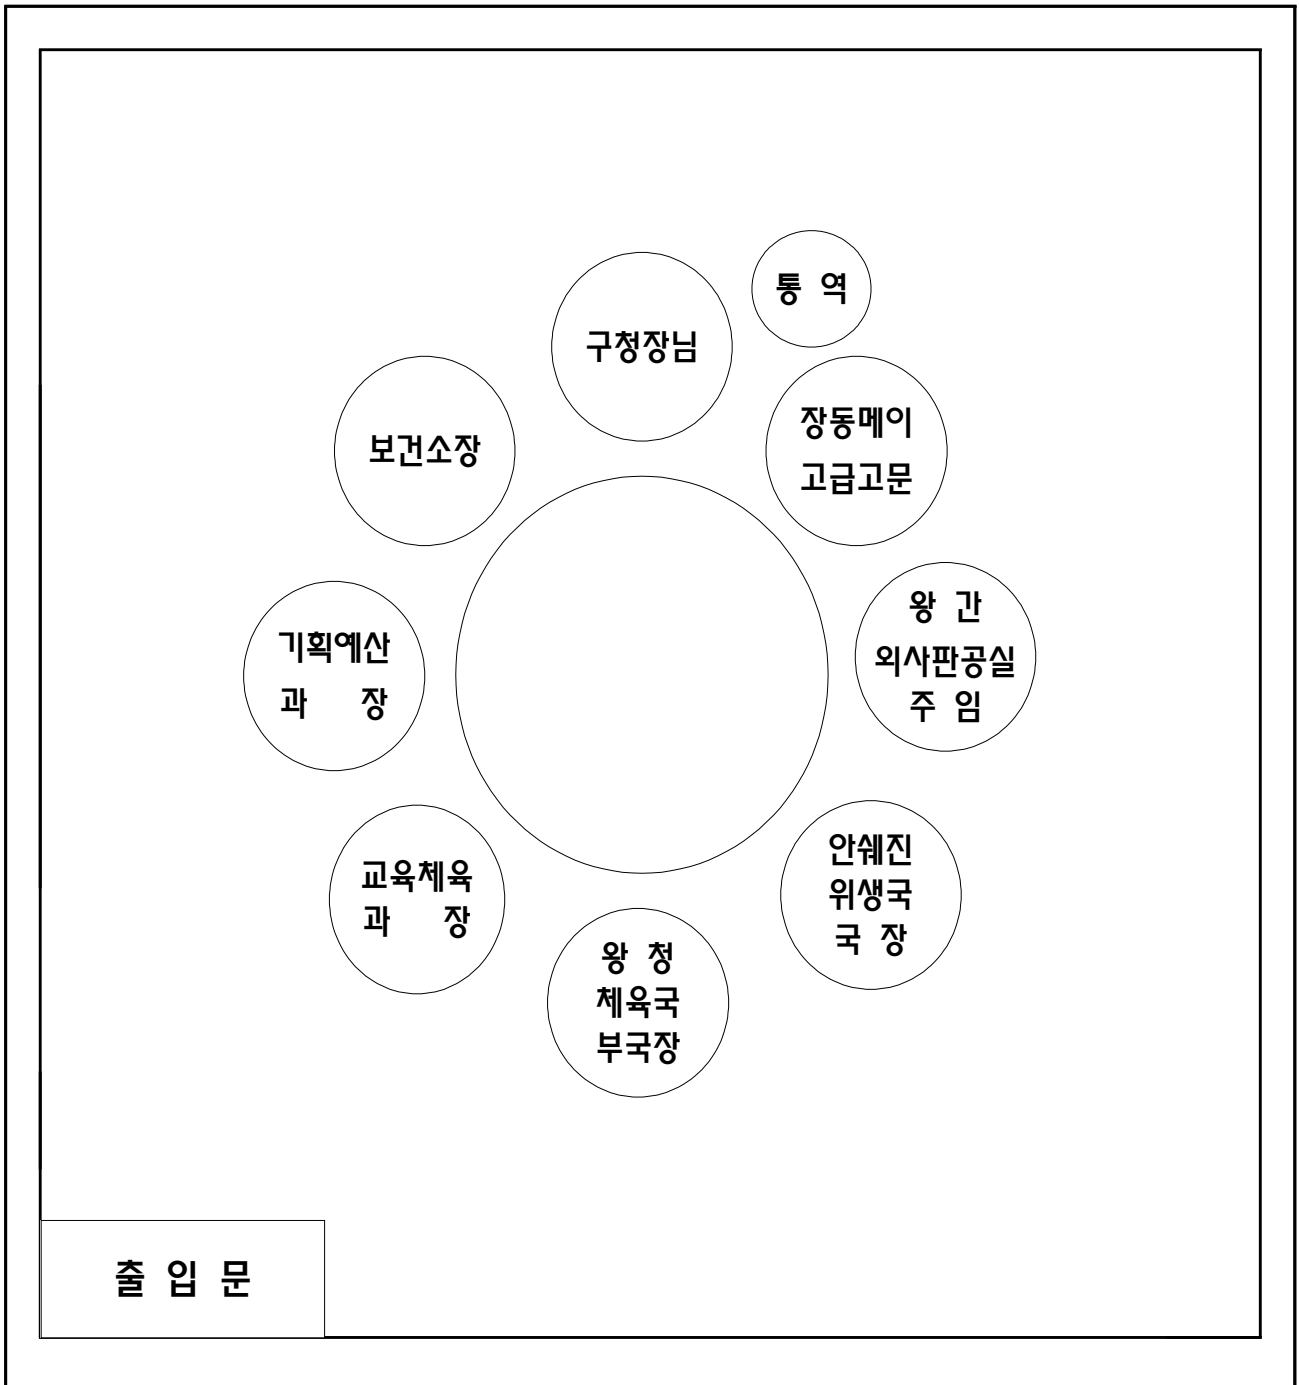 통 역
구청장님
장동메이
고급고문
보건소장
왕 간
외사판공실
주 임
기획예산
과 장
안쉐진
위생국
국 장
교육체육
과 장
왕 청
체육국
부국장
출 입 문